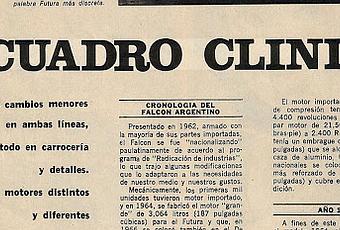 palabra Futura más discreta.
CUADRO CLINI
cambios menores
en ambas líneas,
todo en carrocería
y detalles.
motores distintos
y diferentes
CRONOLOGIA DEL
FALCON ARGENTINO
Presentado en 1962, armado con
la mayoría de sus partes importadas,
el Falcon se fue "nacionalizando"
paulatinamente de acuerdo al pro-
grama de "Radicación de industrias",
lo que trajo algunas modificaciones
que lo adaptaron a las necesidades
de nuestro medio y nuestros gustos.
Mecánicamente, los primeros mil
unidades tuvieron motor importado,
y en 1964, se fabricó el motor "gran-
de" de 3,064 litros (187 pulgadas
cúbicas) para el Futura y que, en
El motor importa
de compresión ten
4.400 revoluciones
par motor de 21,5
bras-pie) a 2.400 R
tenía un embrague d
pulgadas) que se al
caza de aluminio,
nacionales se colo
más reforzado de
pulgadas) y cubre e
dición.
AÑO
A fines de este